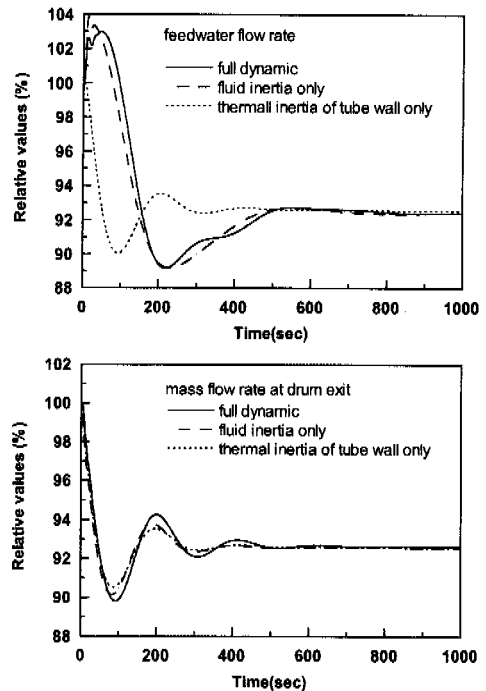 104
102
100
98
96
94
92
90
88
Relative values (%)
feedwater flow rate
full dynamic
fluid inertia only
thermall inertia of tube wall only
0 200 400 600 800 1000
Time(sec)
102
100
98
96
94
92
90
88
Relative values (%)
mass flow rate at drum exit
full dynamic
fluid inertia only
thermal inertia of tube wall only
0 200 400 600 800 1000
Time(sec)